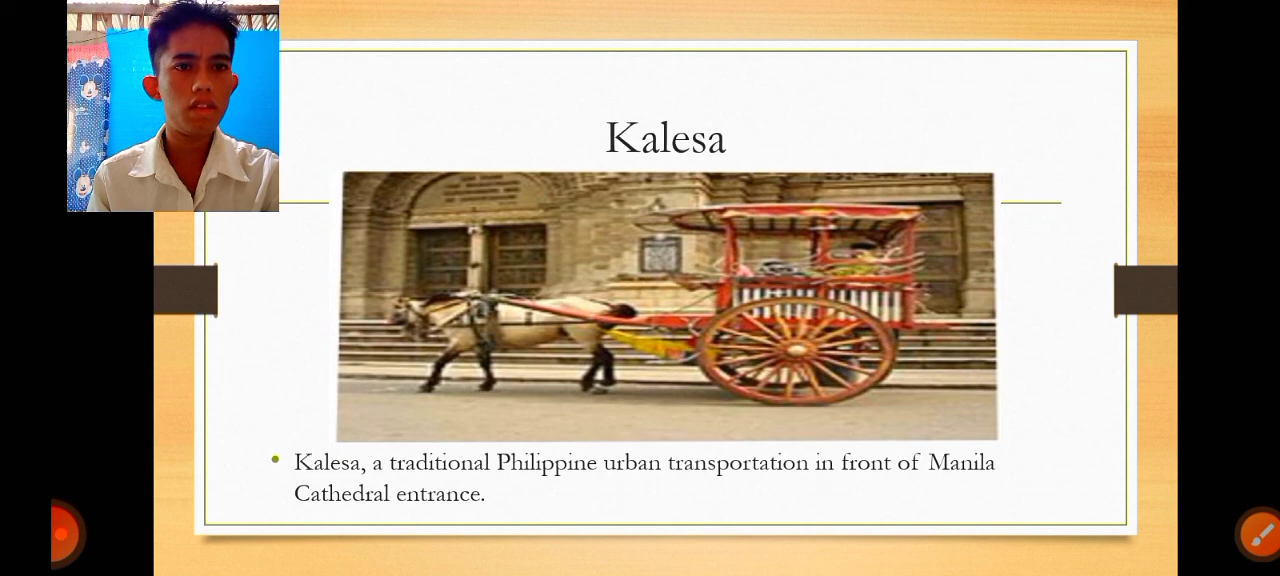 Kalesa
Kalesa, a traditional Philippine urban transportation in front of Manila
Cathedral entrance.